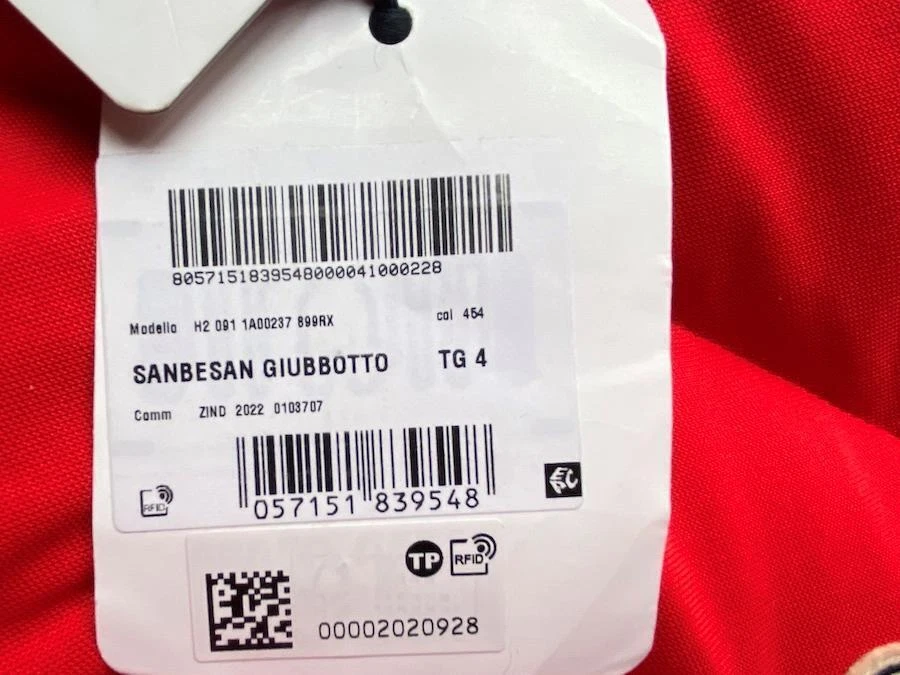 8057151839548000041000228
Modello H2 091 1A00237 899RX col 454
SANBESAN GIUBBOTTO TG 4
Comm ZIND 2022 0103707
057151 839548
RFID
TP RFID
00002020928